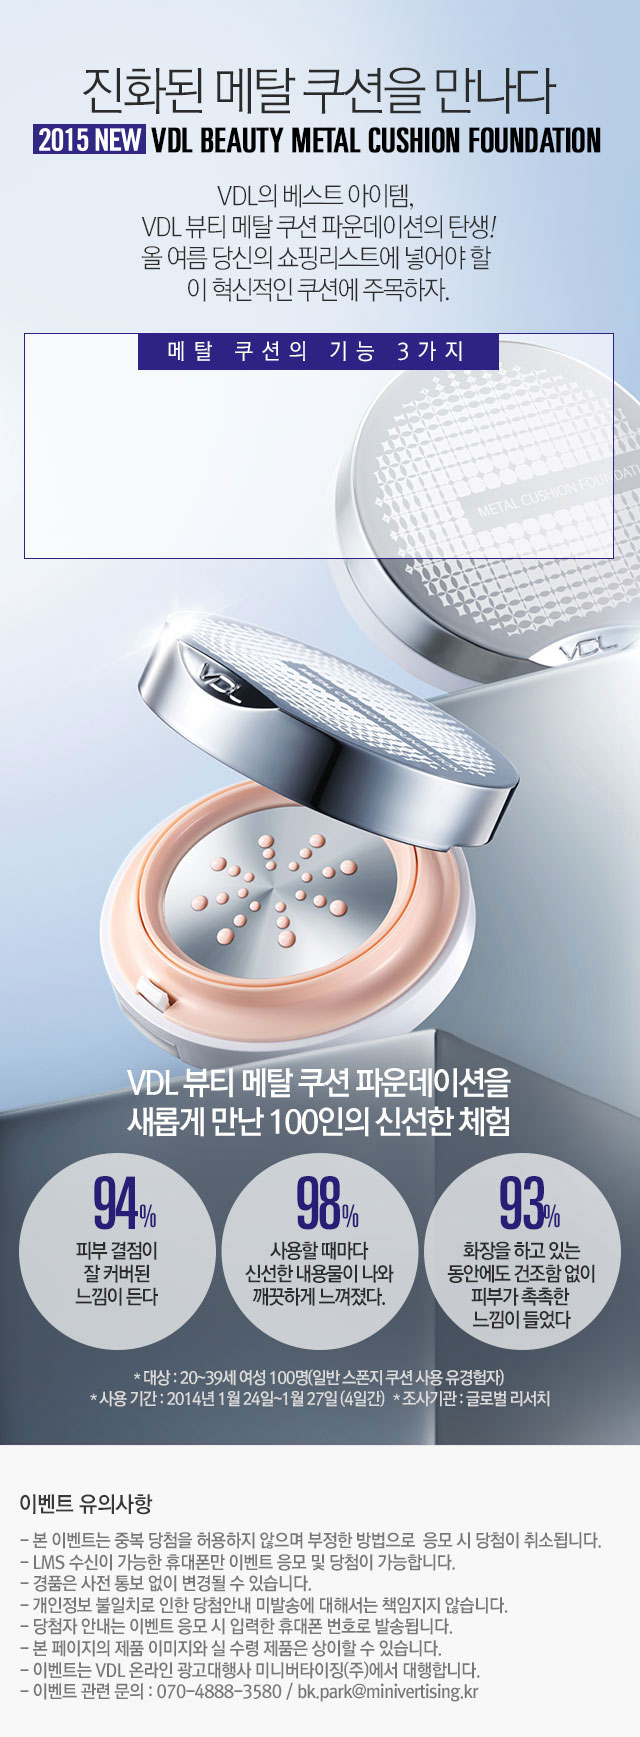 진화된 메탈 쿠션을 만나다
2015 NEW VDL BEAUTY METAL CUSHION FOUNDATION
VDL의 베스트 아이템,
VDL 뷰티 메탈 쿠션 파운데이션의 탄생!
올 여름 당신의 쇼핑리스트에 넣어야 할
이 혁신적인 쿠션에 주목하자.
메탈 쿠션의 기능 3가지
METAL CUSHION FOUNDATI
VDL
VDL
METAL CUSHION FOUNDATION
VDL 뷰티 메탈 쿠션 파운데이션을
새롭게 만난 100인의 신선한 체험
94%
피부 결점이
잘 커버된
느낌이 든다
98%
사용할 때마다
신선한 내용물이 나와
깨끗하게 느껴졌다.
93%
화장을 하고 있는
동안에도 건조함 없이
피부가 촉촉한
느낌이 들었다
* 대상 : 20~39세 여성 100명(일반 스폰지 쿠션 사용 유경험자)
* 사용 기간 : 2014년 1월 24일~1월 27일 (4일간) * 조사기관 : 글로벌 리서치
이벤트 유의사항
- 본 이벤트는 중복 당첨을 허용하지 않으며 부정한 방법으로 응모 시 당첨이 취소됩니다.
- LMS 수신이 가능한 휴대폰만 이벤트 응모 및 당첨이 가능합니다.
- 경품은 사전 통보 없이 변경될 수 있습니다.
- 개인정보 불일치로 인한 당첨안내 미발송에 대해서는 책임지지 않습니다.
- 당첨자 안내는 이벤트 응모 시 입력한 휴대폰 번호로 발송됩니다.
- 본 페이지의 제품 이미지와 실 수령 제품은 상이할 수 있습니다.
- 이벤트는 VDL 온라인 광고대행사 미니버타이징(주)에서 대행합니다.
- 이벤트 관련 문의 : 070-4888-3580 / bk.park@minivertising.kr